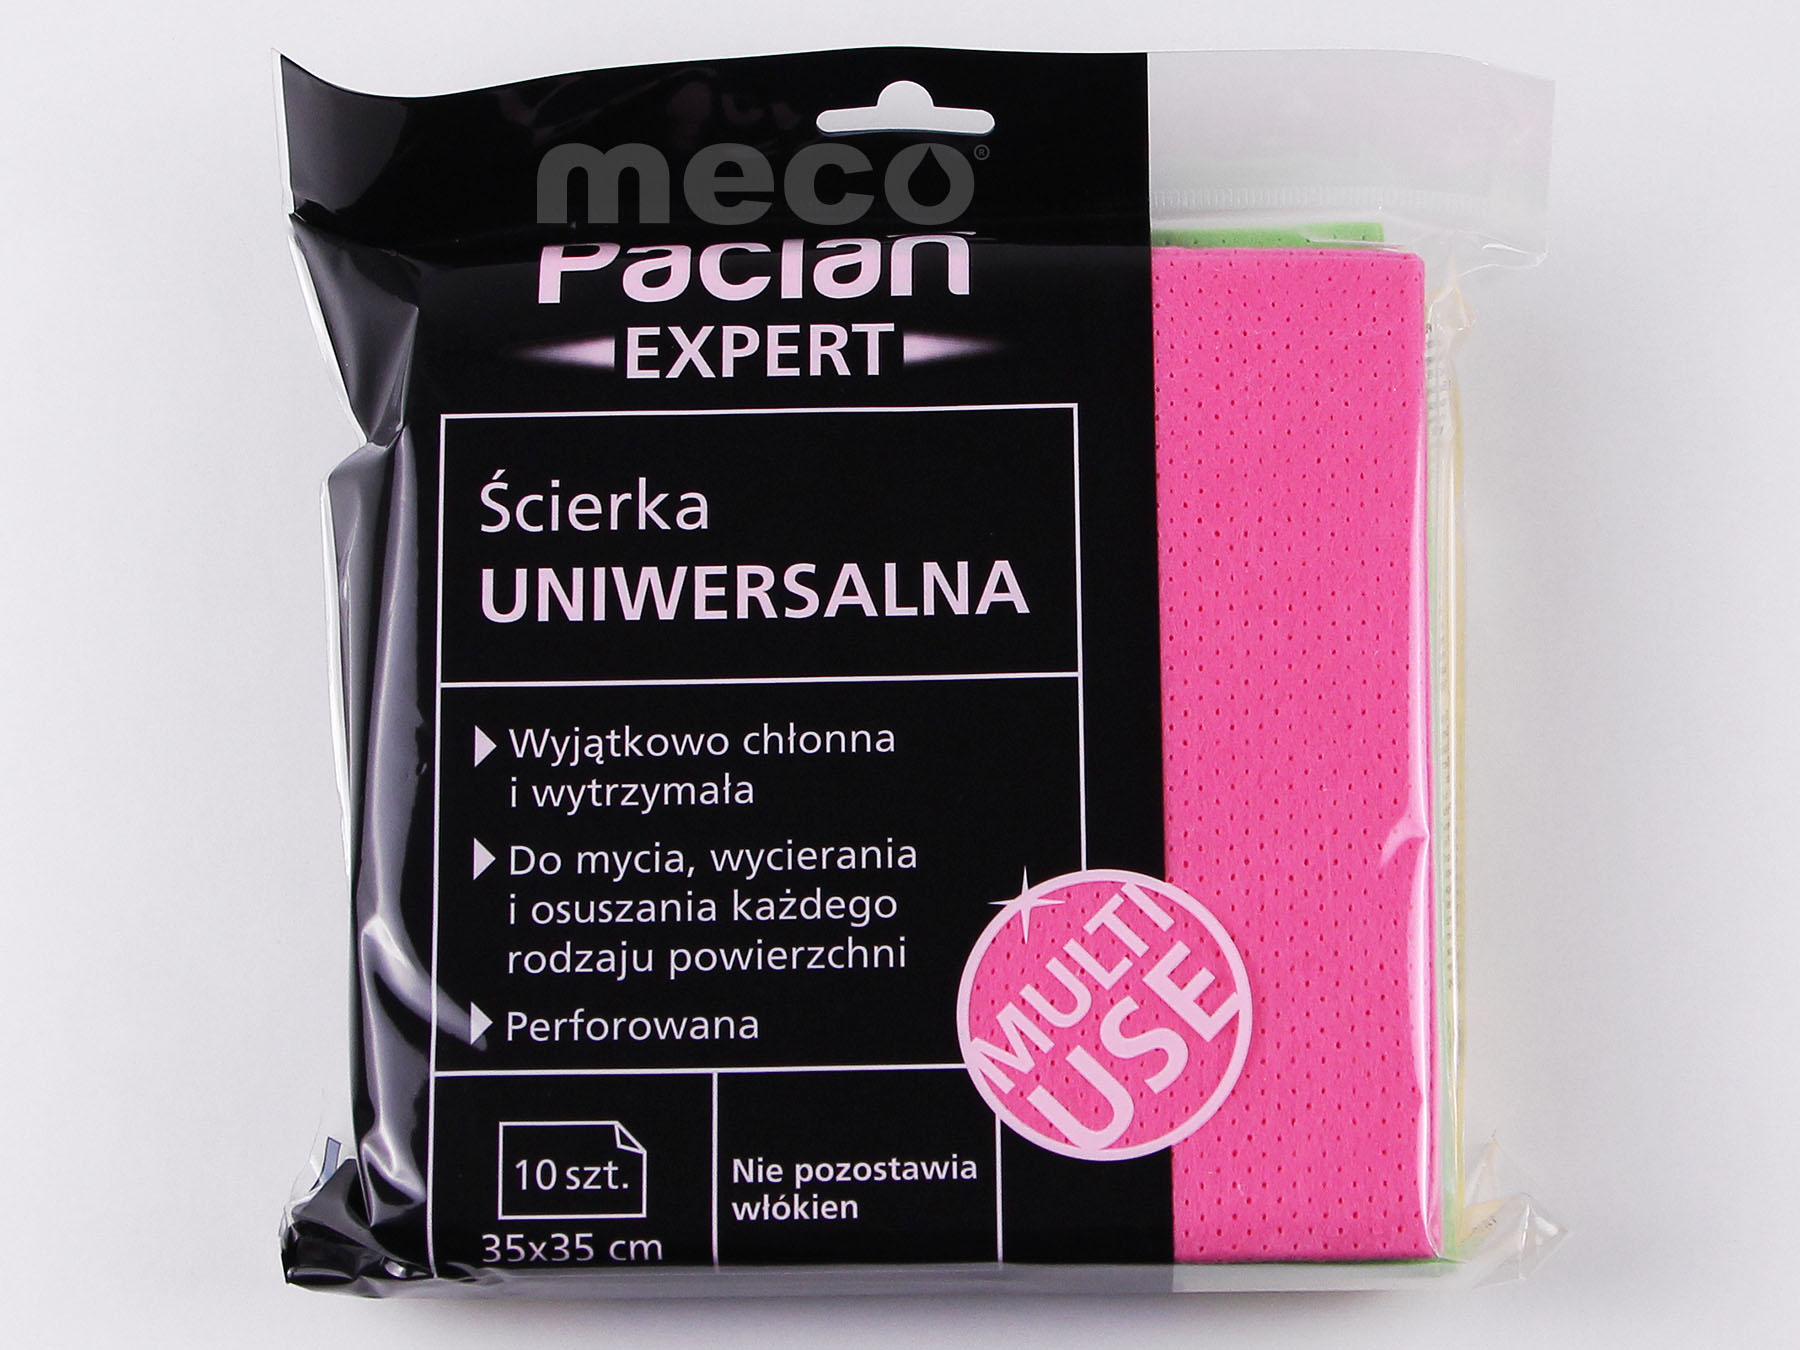 meco®
Paclan
EXPERT
Ścierka
UNIWERSALNA
Wyjątkowo chłonna
i wytrzymała
Do mycia, wycierania
i osuszania każdego
rodzaju powierzchni
Perforowana
MULTI
USE
10 szt.
35x35 cm
Nie pozostawia
włókien